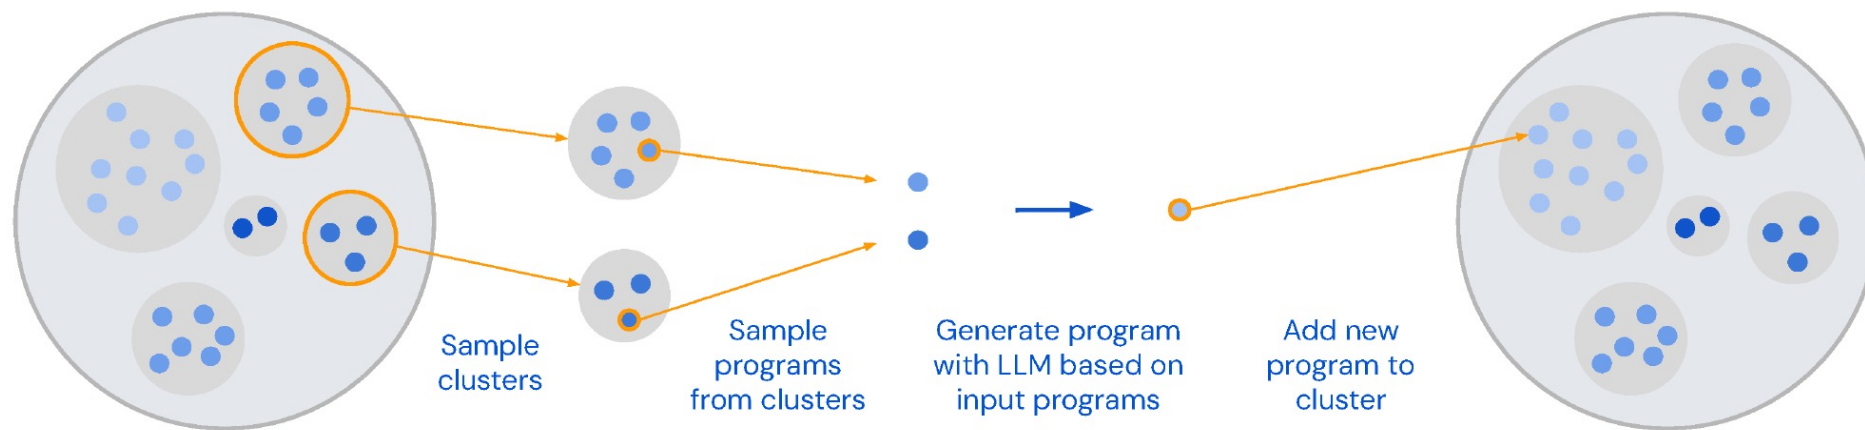 Sample
clusters
Sample
programs
from clusters
Generate program
with LLM based on
input programs
Add new
program to
cluster